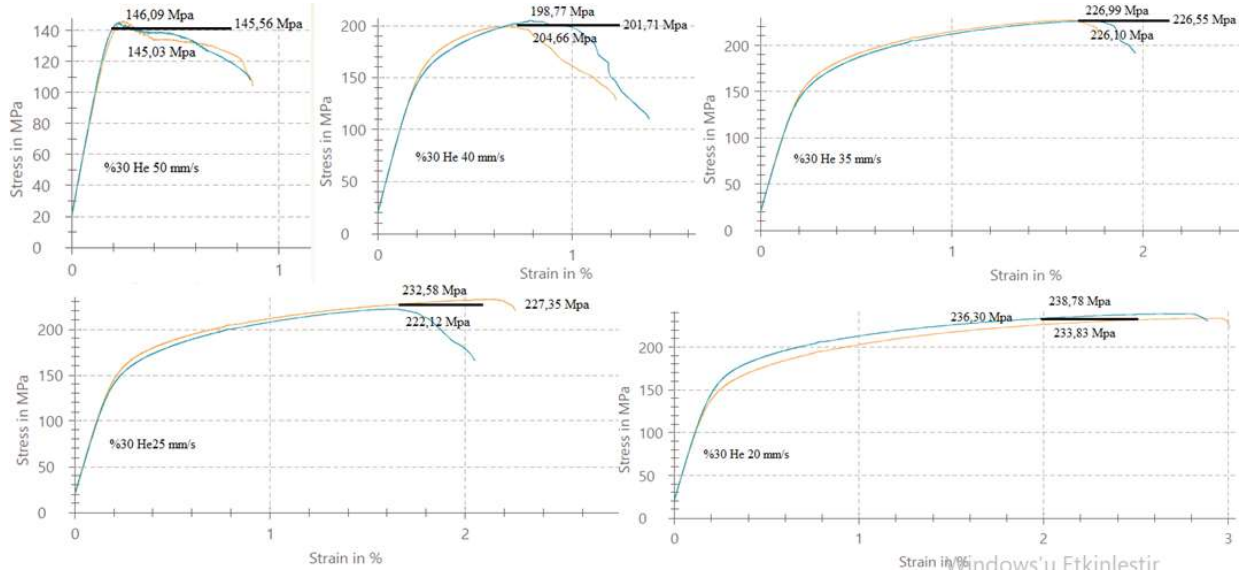 146,09 Mpa
145,56 Mpa
145,03 Mpa
140
120
100
80
60
40
20
0
Stress in MPa
%30 He 50 mm/s
0
1
198,77 Mpa
201,71 Mpa
204,66 Mpa
200
150
100
50
0
Stress in MPa
%30 He 40 mm/s
0
1
Strain in %
226,99 Mpa
226,55 Mpa
226,10 Mpa
200
150
100
50
0
Stress in MPa
%30 He 35 mm/s
0
1
2
Strain in %
232,58 Mpa
227,35 Mpa
222,12 Mpa
200
150
100
50
0
Stress in MPa
%30 He25 mm/s
0
1
2
Strain in %
238,78 Mpa
236,30 Mpa
233,83 Mpa
200
150
100
50
0
Stress in MPa
%30 He 20 mm/s
0
1
2
3
Strain in %
Windows'u Etkinleştir